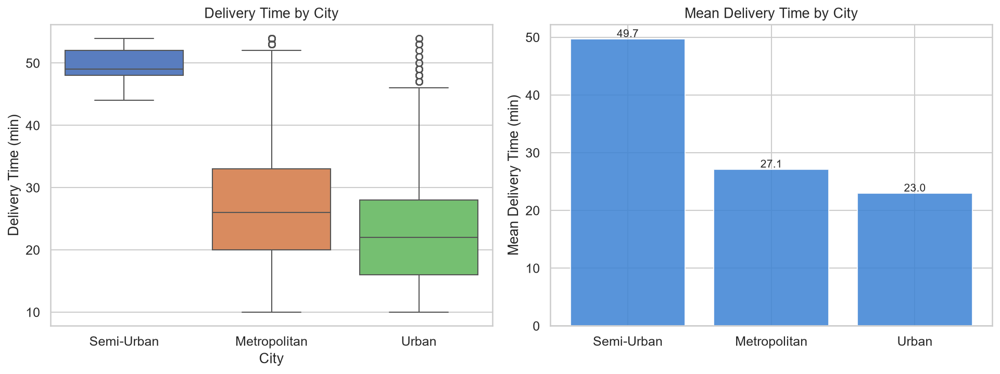 Delivery Time by City
Delivery Time (min)
50
40
30
20
10
Semi-Urban
Metropolitan
Urban
City
Mean Delivery Time by City
Mean Delivery Time (min)
50
40
30
20
10
0
49.7
27.1
23.0
Semi-Urban
Metropolitan
Urban